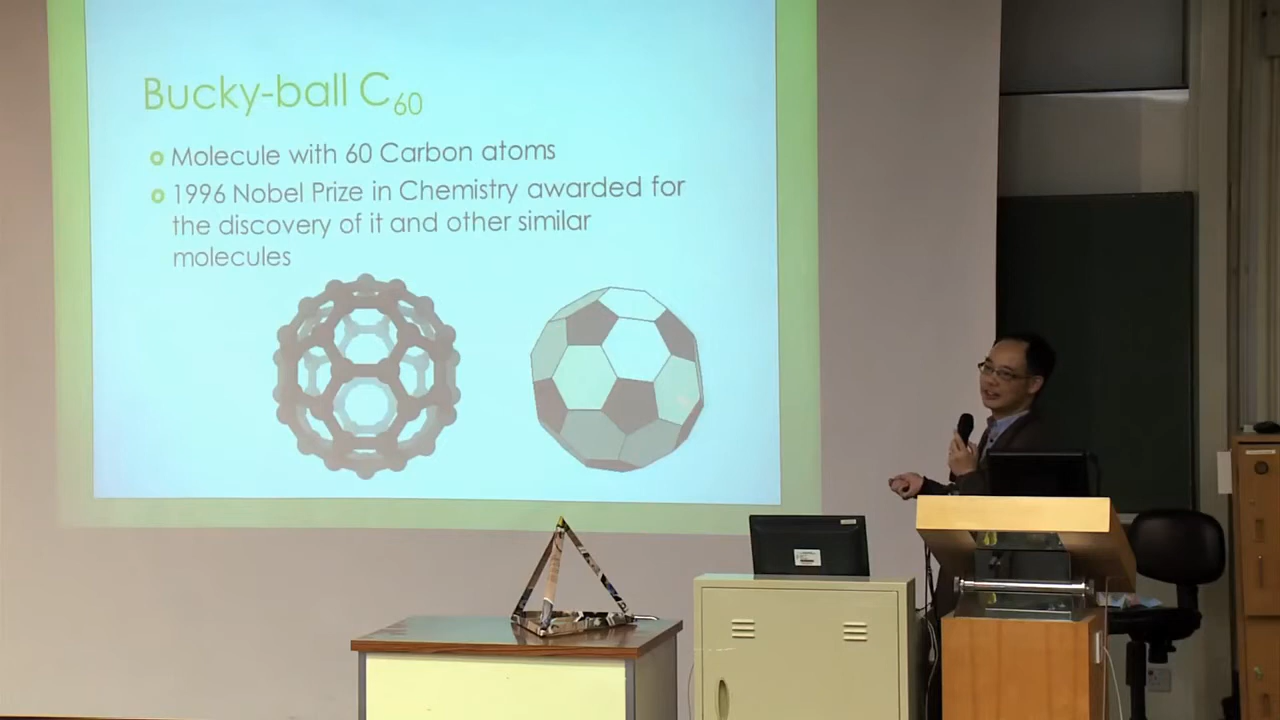 Bucky-ball C₆₀
Molecule with 60 Carbon atoms
1996 Nobel Prize in Chemistry awarded for
the discovery of it and other similar
molecules